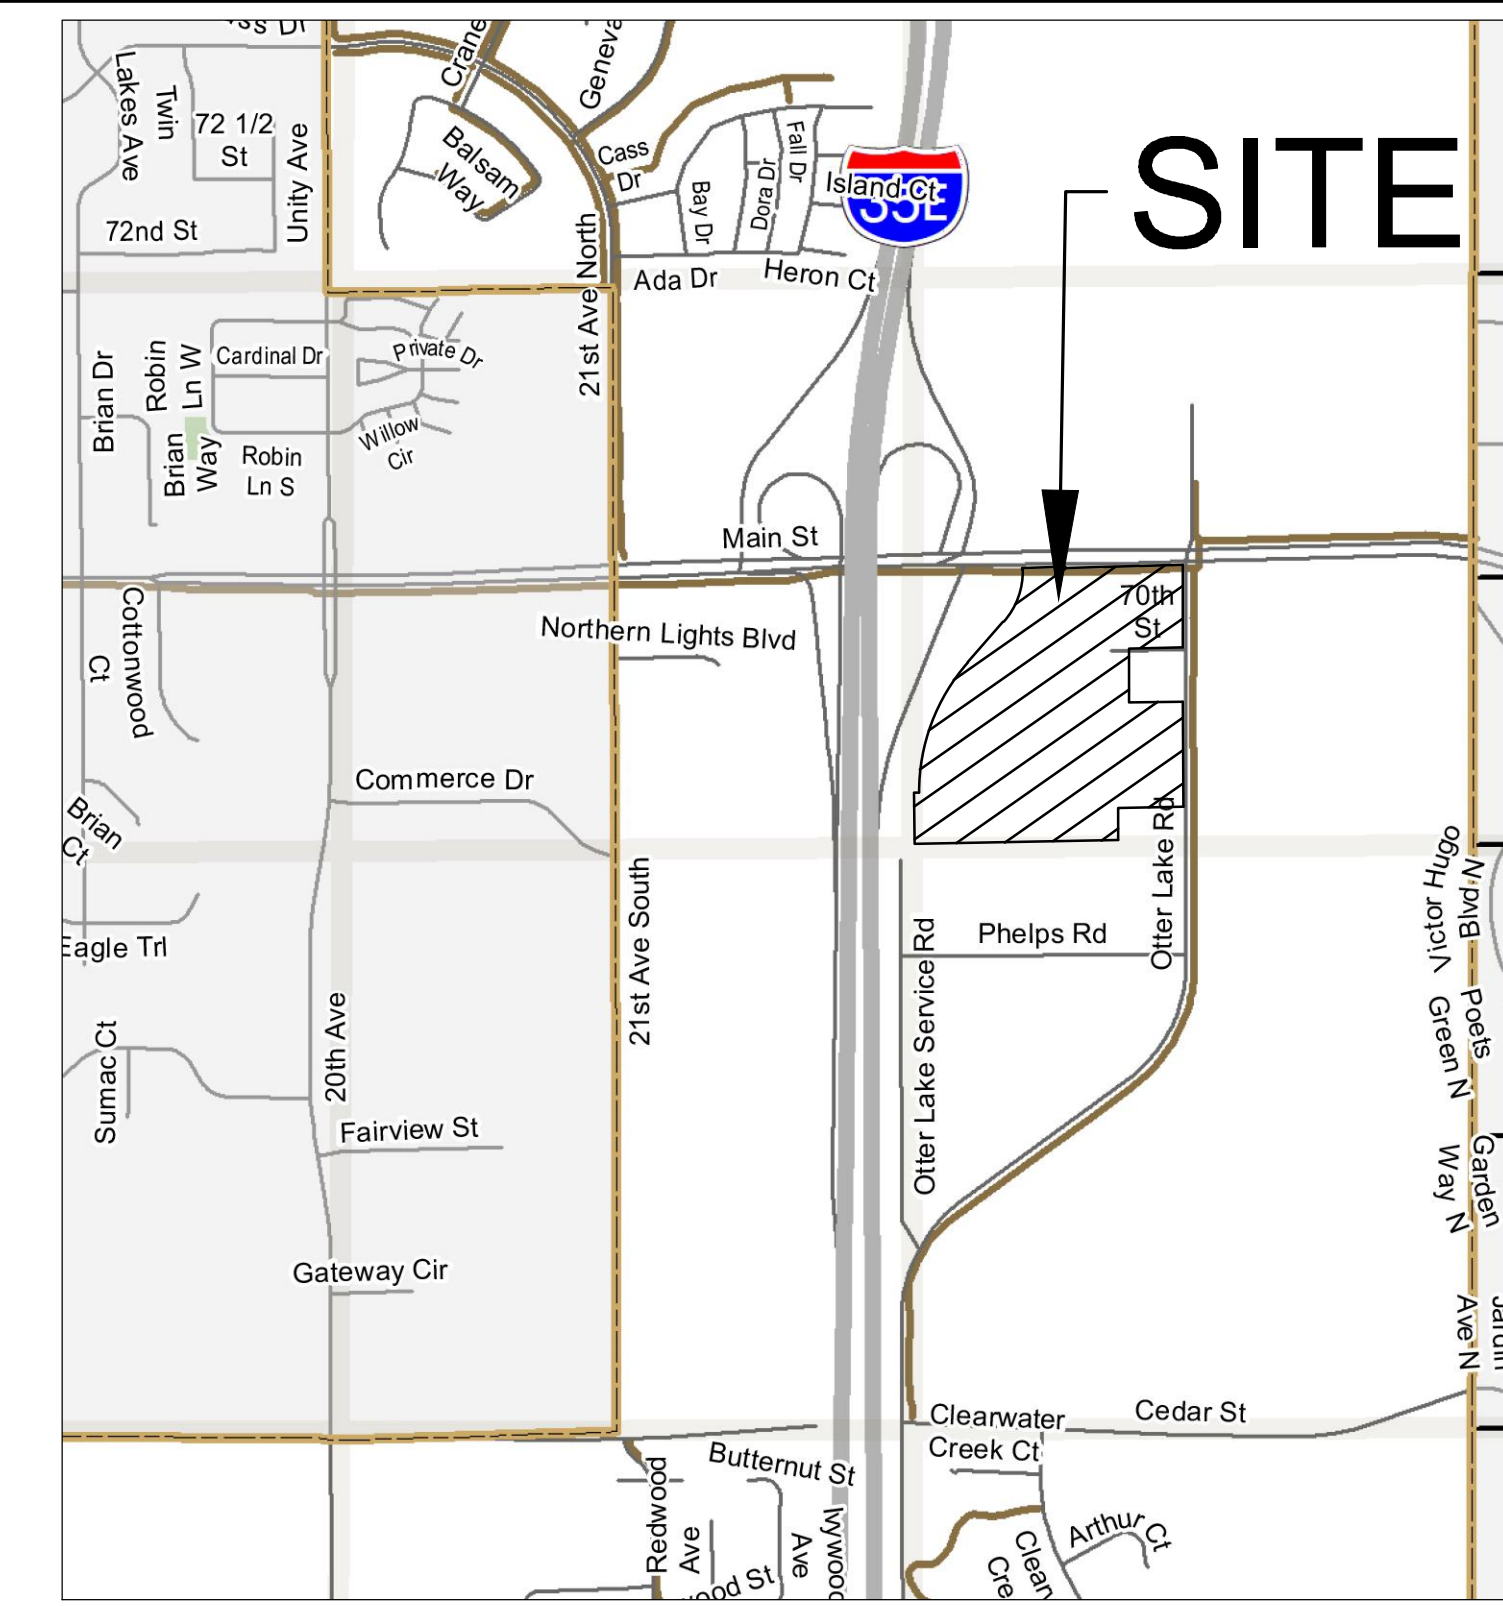 Crane
Geneva
Lakes Ave
Twin
72 1/2
St
Unity Ave
72nd St
Balsam
Way
Cass
Dr
Bay Dr
Dora Dr
Fall Dr
Island Ct
35E
SITE
21st Ave North
Ada Dr
Heron Ct
Brian Dr
Robin
Ln W
Cardinal Dr
Private Dr
Brian
Way
Robin
Ln S
Willow
Cir
Main St
70th
St
Cottonwood
Ct
Northern Lights Blvd
Commerce Dr
Brian
Ct
Otter Lake Rd
Victor Hugo
Blvd N
Eagle Trl
21st Ave South
Otter Lake Service Rd
Phelps Rd
Poets
Green N
Sumac Ct
20th Ave
Fairview St
Garden
Way N
Gateway Cir
Ave N
Clearwater
Creek Ct
Cedar St
Butternut St
Redwood
Ave
Ave
Ivywood
Arthur Ct